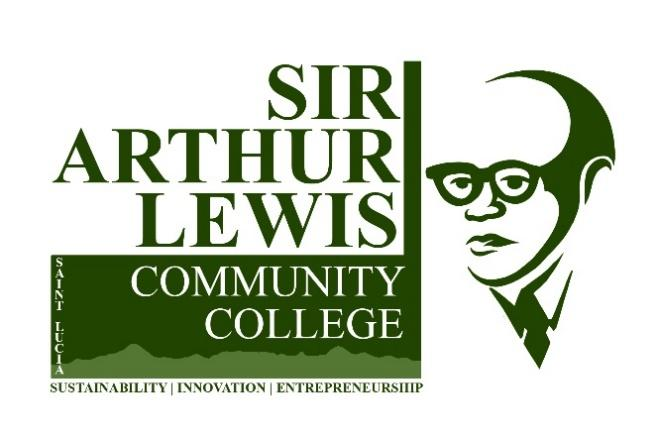 SIR
ARTHUR
LEWIS
COMMUNITY
COLLEGE
SAINT LUCIA
SUSTAINABILITY | INNOVATION | ENTREPRENEURSHIP